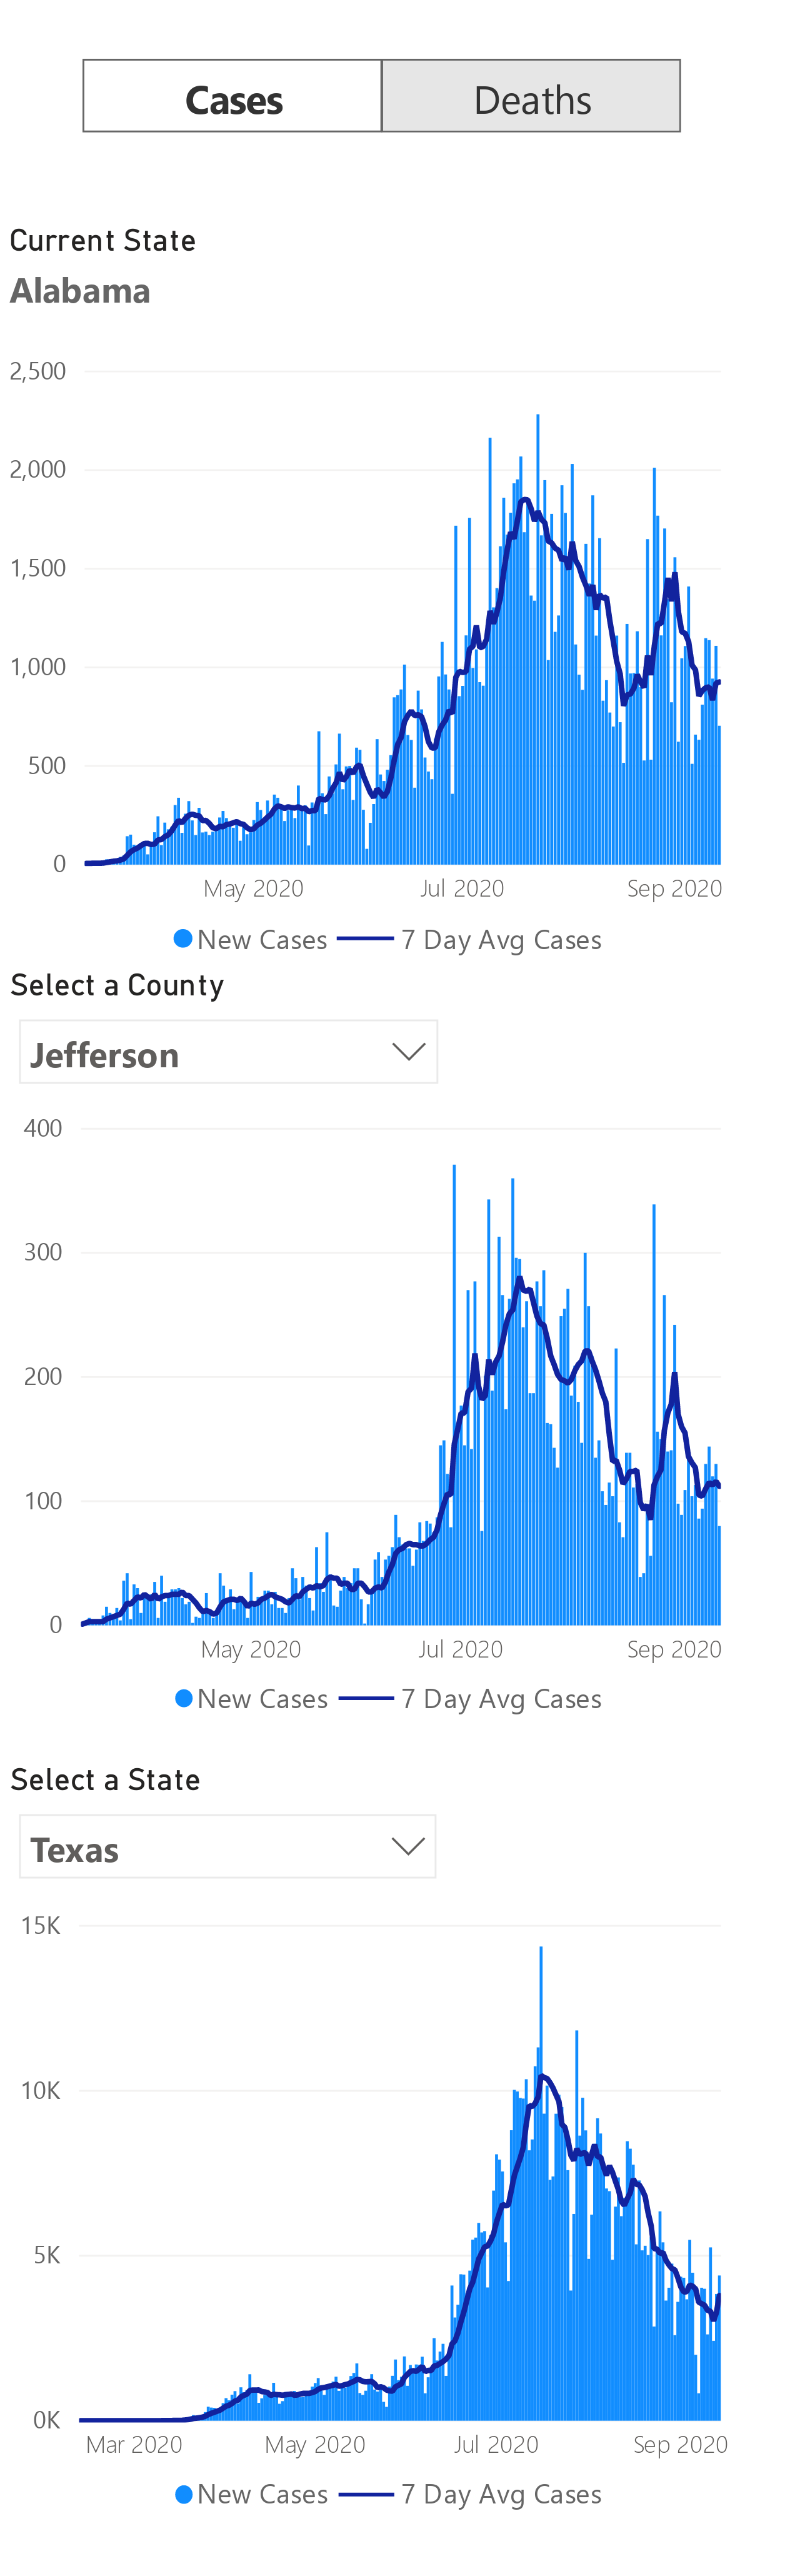 Cases Deaths
Current State
Alabama
2,500
2,000
1,500
1,000
500
0
May 2020 Jul 2020 Sep 2020
New Cases 7 Day Avg Cases
Select a County
Jefferson
400
300
200
100
0
May 2020 Jul 2020 Sep 2020
New Cases 7 Day Avg Cases
Select a State
Texas
15K
10K
5K
0K
Mar 2020 May 2020 Jul 2020 Sep 2020
New Cases 7 Day Avg Cases